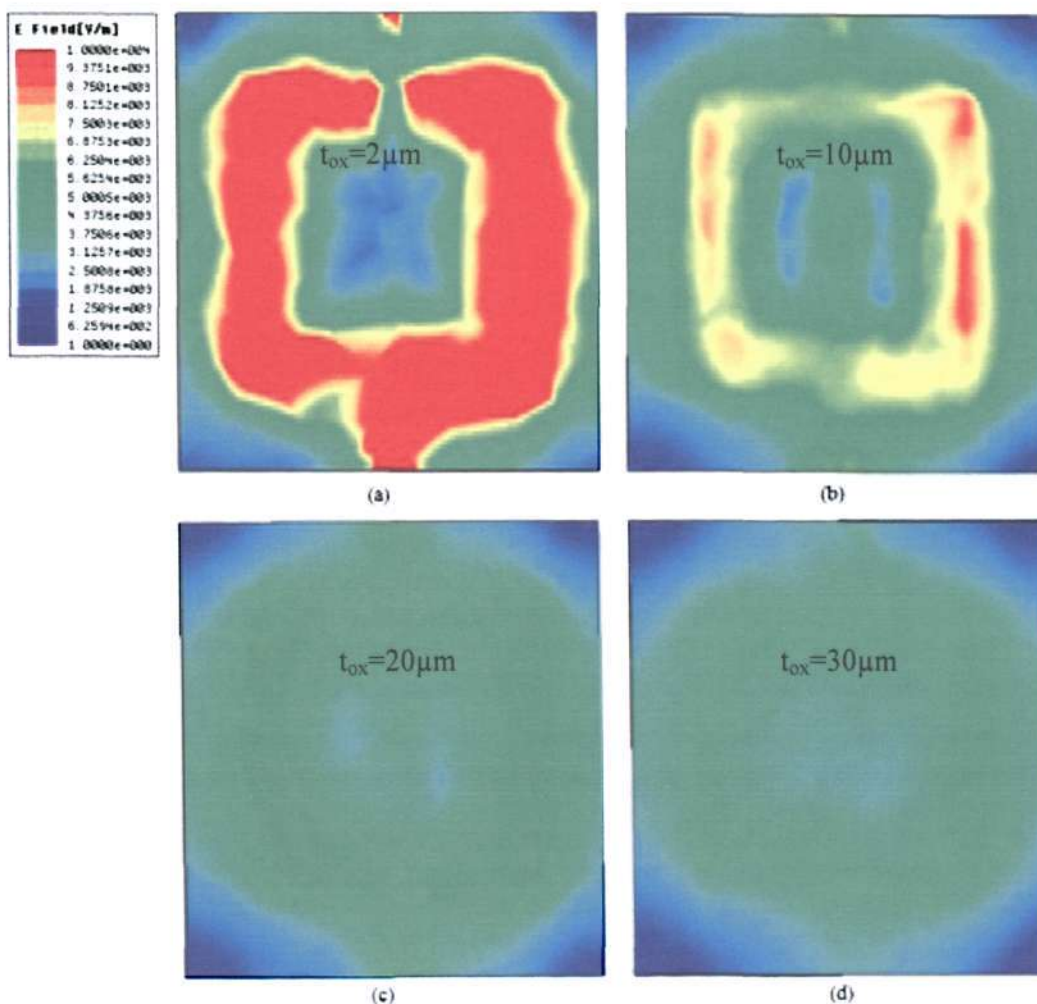 E Field[V/m]
1.0000e+004
9.3751e+003
8.7501e+003
8.1252e+003
7.5003e+003
6.8753e+003
6.2504e+003
5.6254e+003
5.0005e+003
4.3756e+003
3.7506e+003
3.1257e+003
2.5008e+003
1.8758e+003
1.2509e+003
6.2594e+002
1.0000e+000
tox=2μm
tox=10μm
(a)
(b)
tox=20μm
tox=30μm
(c)
(d)